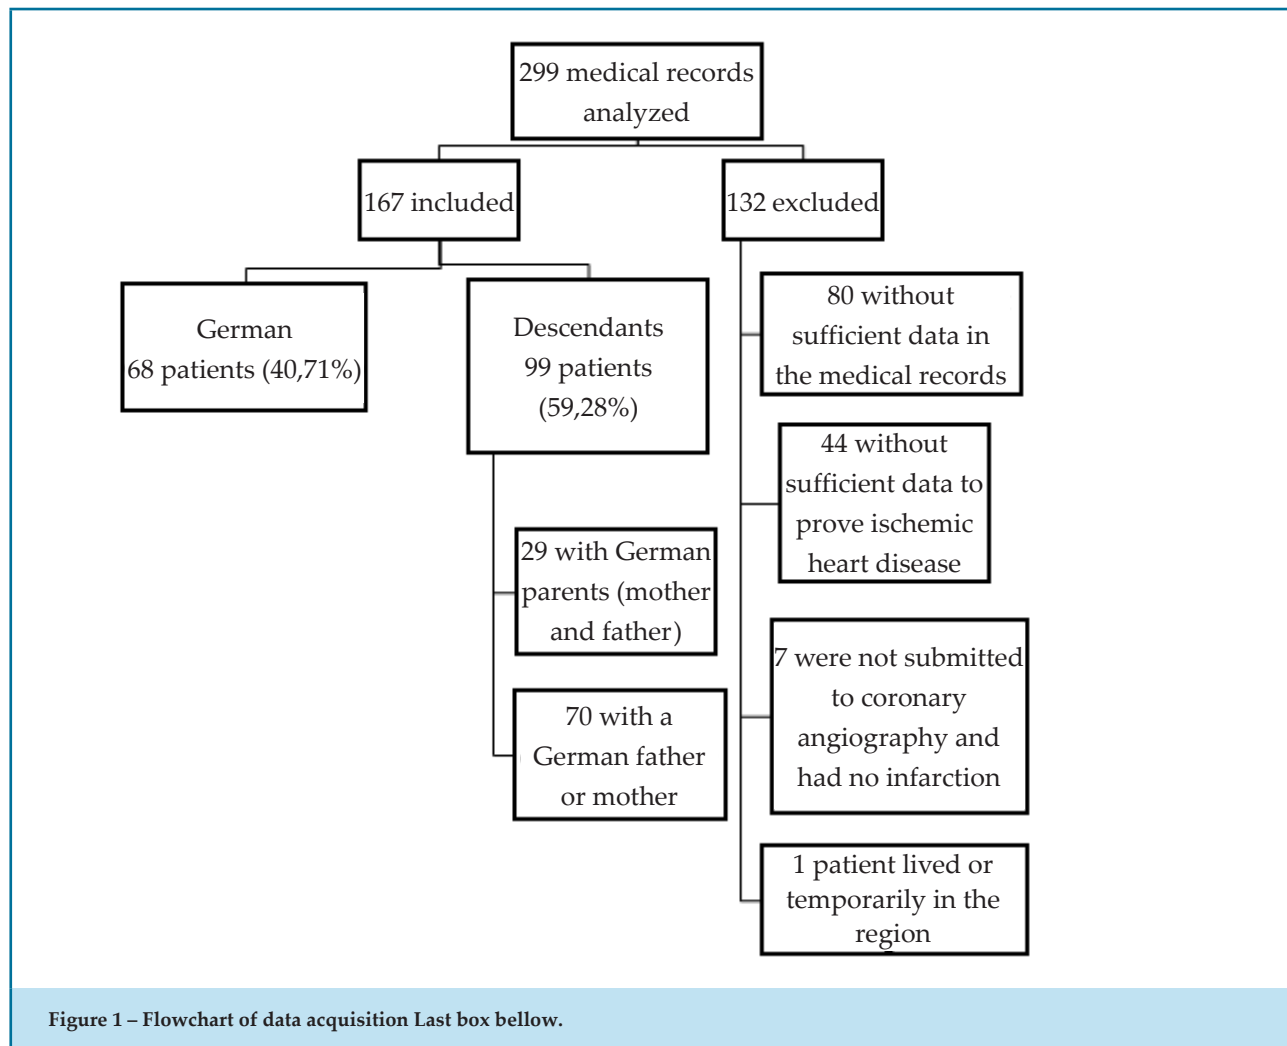 299 medical records
analyzed
167 included
132 excluded
German
68 patients (40,71%)
Descendants
99 patients
(59,28%)
29 with German
parents (mother
and father)
70 with a
German father
or mother
80 without
sufficient data in
the medical records
44 without
sufficient data to
prove ischemic
heart disease
7 were not submitted
to coronary
angiography and
had no infarction
1 patient lived or
temporarily in the
region
Figure 1 – Flowchart of data acquisition Last box bellow.